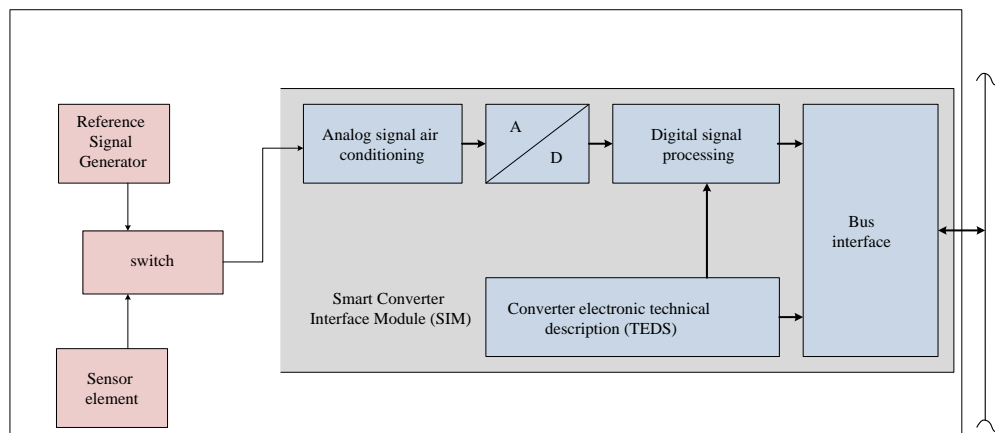 Reference
Signal
Generator
switch
Sensor
element
Analog signal air
conditioning
A
D
Digital signal
processing
Bus
interface
Smart Converter
Interface Module (SIM)
Converter electronic technical
description (TEDS)